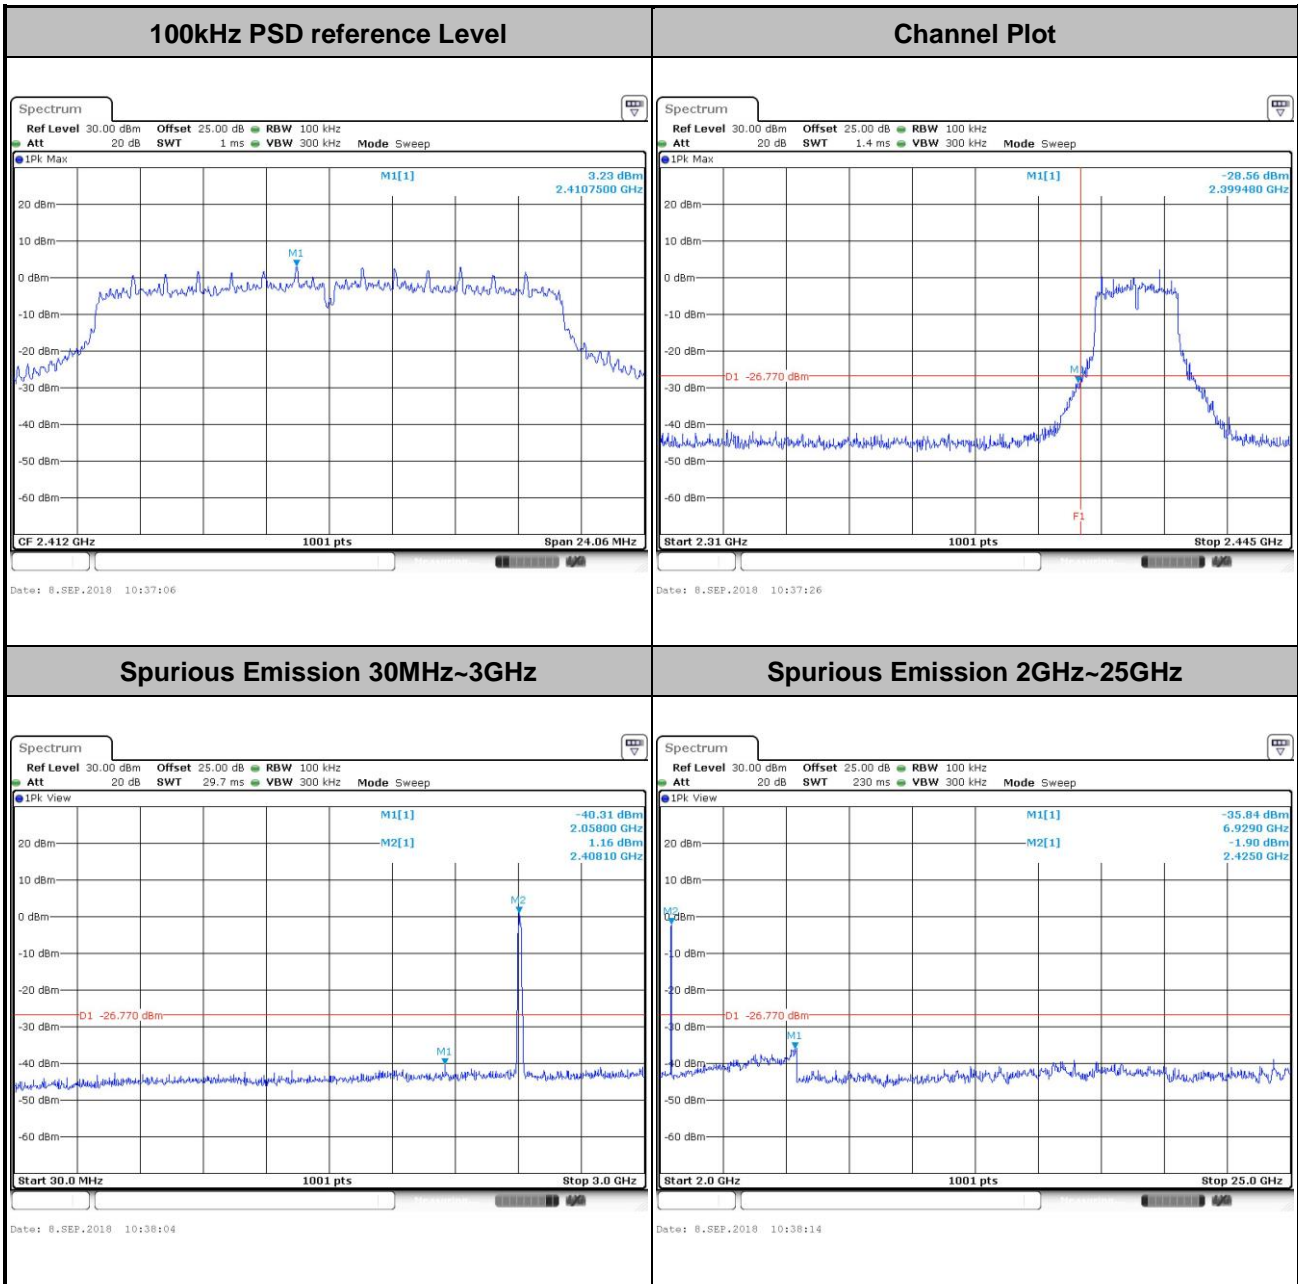 100kHz PSD reference Level
Channel Plot
Spectrum
Ref Level 30.00 dBm Offset 25.00 dB RBW 100 kHz
Att 20 dB SWT 1 ms VBW 300 kHz Mode Sweep
1Pk Max
M1[1] 3.23 dBm
2.4107500 GHz
20 dBm
10 dBm
M1
0 dBm
-10 dBm
-20 dBm
-30 dBm
-40 dBm
-50 dBm
-60 dBm
CF 2.412 GHz 1001 pts Span 24.06 MHz
Date: 8.SEP.2018 10:37:06
Spectrum
Ref Level 30.00 dBm Offset 25.00 dB RBW 100 kHz
Att 20 dB SWT 1.4 ms VBW 300 kHz Mode Sweep
1Pk Max
M1[1] -28.56 dBm
2.399480 GHz
20 dBm
10 dBm
0 dBm
-10 dBm
-20 dBm
M1
D1 -26.770 dBm
-30 dBm
-40 dBm
-50 dBm
-60 dBm
F1
Start 2.31 GHz 1001 pts Stop 2.445 GHz
Date: 8.SEP.2018 10:37:26
Spurious Emission 30MHz~3GHz
Spurious Emission 2GHz~25GHz
Spectrum
Ref Level 30.00 dBm Offset 25.00 dB RBW 100 kHz
Att 20 dB SWT 29.7 ms VBW 300 kHz Mode Sweep
1Pk View
M1[1] -40.31 dBm
2.05800 GHz
M2[1] 1.16 dBm
2.40810 GHz
20 dBm
10 dBm
M2
0 dBm
-10 dBm
-20 dBm
D1 -26.770 dBm
-30 dBm
M1
-40 dBm
-50 dBm
-60 dBm
Start 30.0 MHz 1001 pts Stop 3.0 GHz
Date: 8.SEP.2018 10:38:04
Spectrum
Ref Level 30.00 dBm Offset 25.00 dB RBW 100 kHz
Att 20 dB SWT 230 ms VBW 300 kHz Mode Sweep
1Pk View
M1[1] -35.84 dBm
6.9290 GHz
M2[1] -1.90 dBm
2.4250 GHz
20 dBm
10 dBm
M2
0 dBm
-10 dBm
-20 dBm
D1 -26.770 dBm
-30 dBm
M1
-40 dBm
-50 dBm
-60 dBm
Start 2.0 GHz 1001 pts Stop 25.0 GHz
Date: 8.SEP.2018 10:38:14